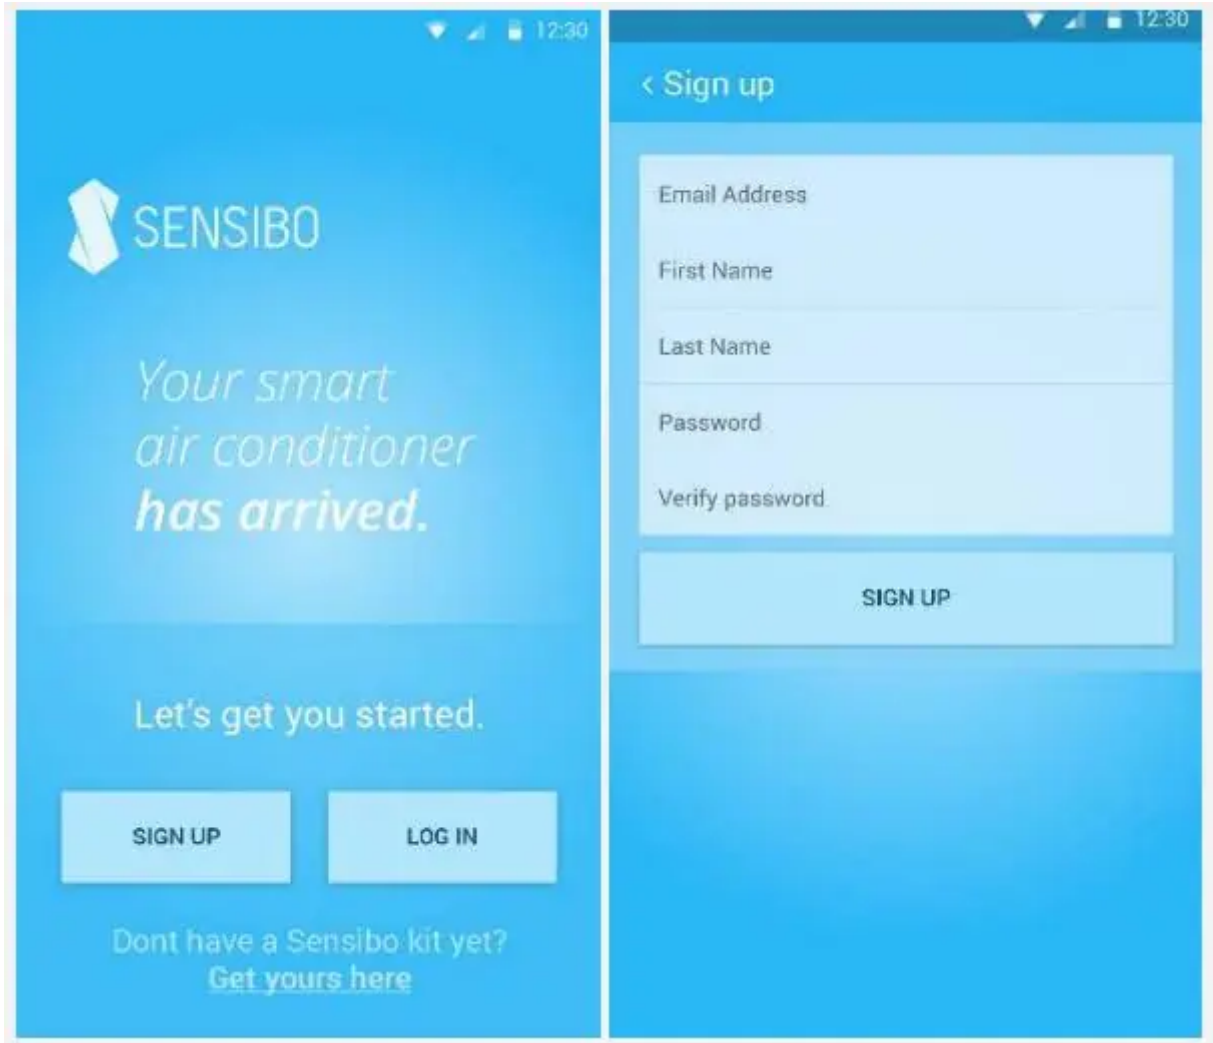 12:30
SENSIBO
Your smart
air conditioner
has arrived.
Let's get you started.
SIGN UP
LOG IN
Dont have a Sensibo kit yet?
Get yours here
12:30
< Sign up
Email Address
First Name
Last Name
Password
Verify password
SIGN UP